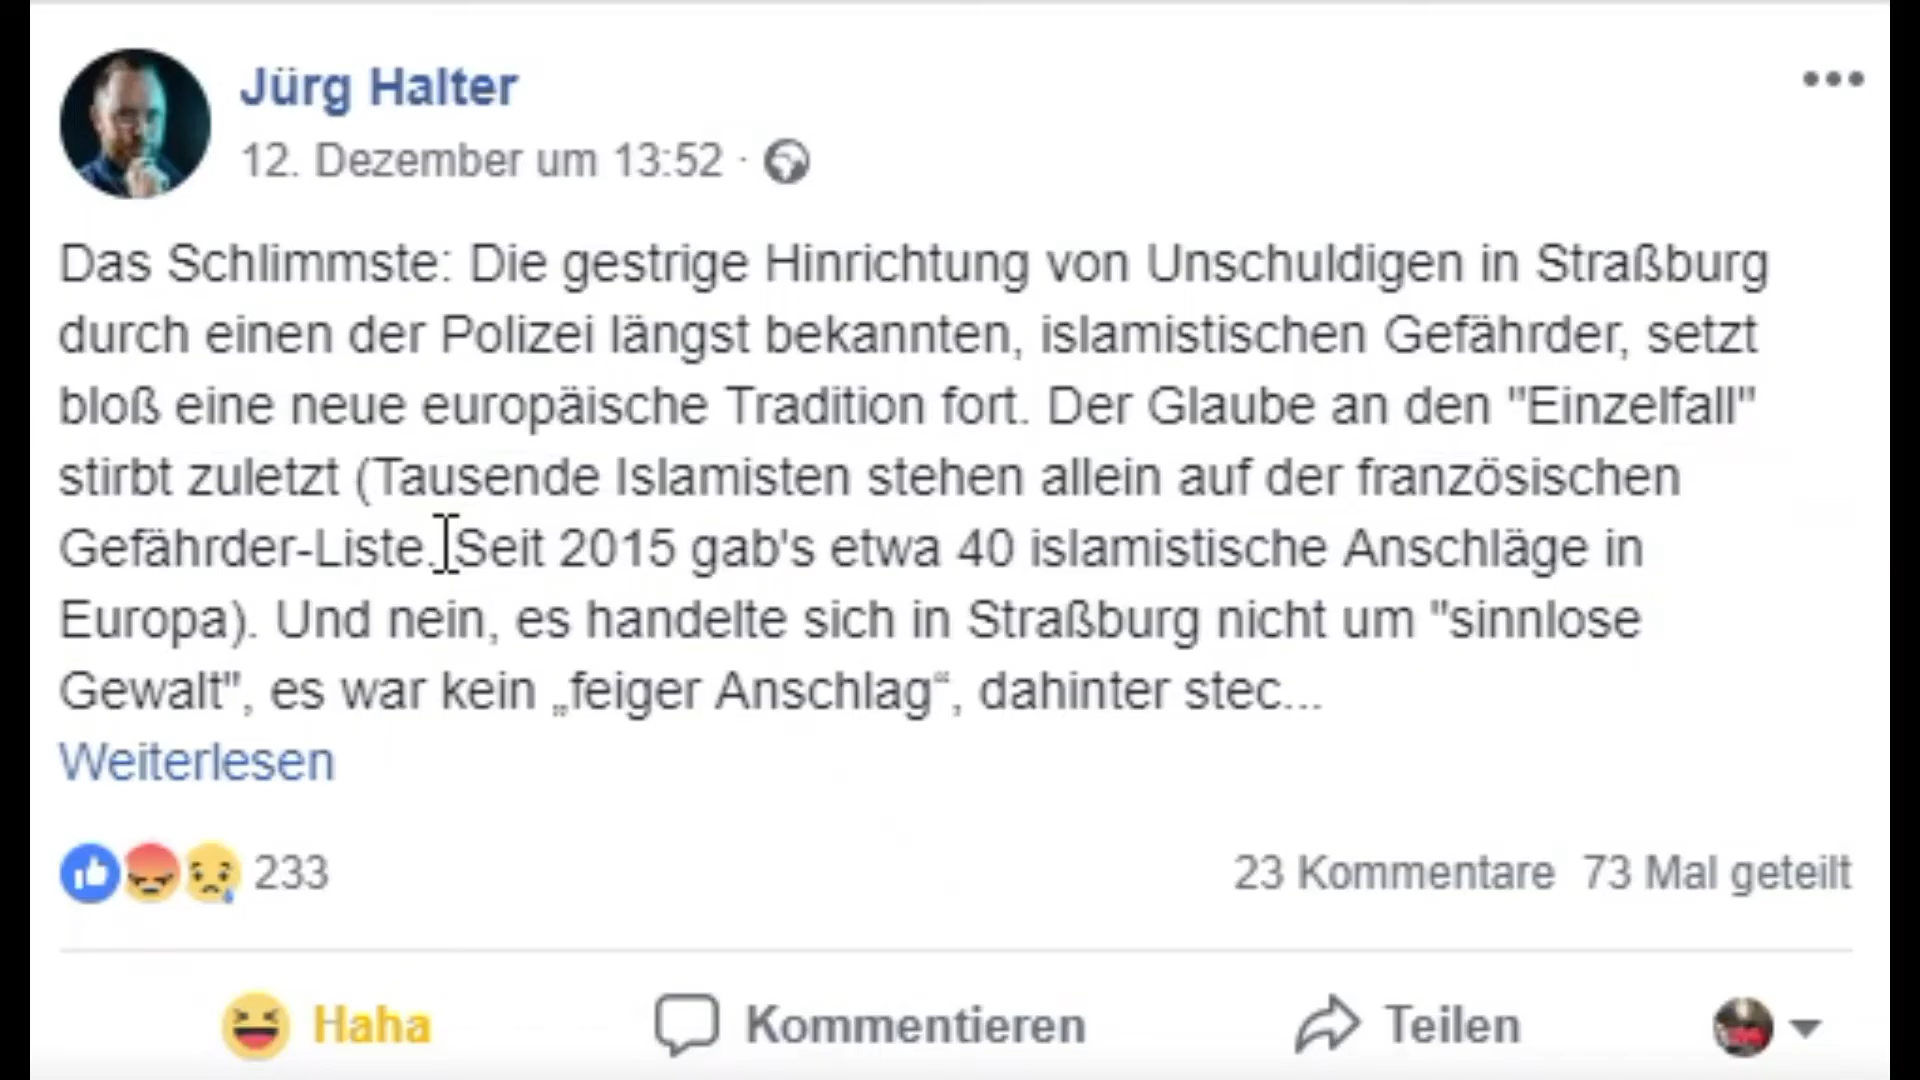 Jürg Halter
12. Dezember um 13:52 ·
Das Schlimmste: Die gestrige Hinrichtung von Unschuldigen in Straßburg
durch einen der Polizei längst bekannten, islamistischen Gefährder, setzt
bloß eine neue europäische Tradition fort. Der Glaube an den "Einzelfall"
stirbt zuletzt (Tausende Islamisten stehen allein auf der französischen
Gefährder-Liste. Seit 2015 gab's etwa 40 islamistische Anschläge in
Europa). Und nein, es handelte sich in Straßburg nicht um "sinnlose
Gewalt", es war kein „feiger Anschlag“, dahinter stec...
Weiterlesen
233 23 Kommentare 73 Mal geteilt
Haha Kommentieren Teilen